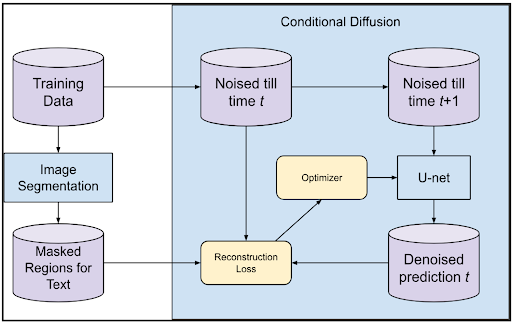 Conditional Diffusion
Training
Data
Noised till
time t
Noised till
time t+1
Image
Segmentation
Optimizer
U-net
Masked
Regions for
Text
Reconstruction
Loss
Denoised
prediction t